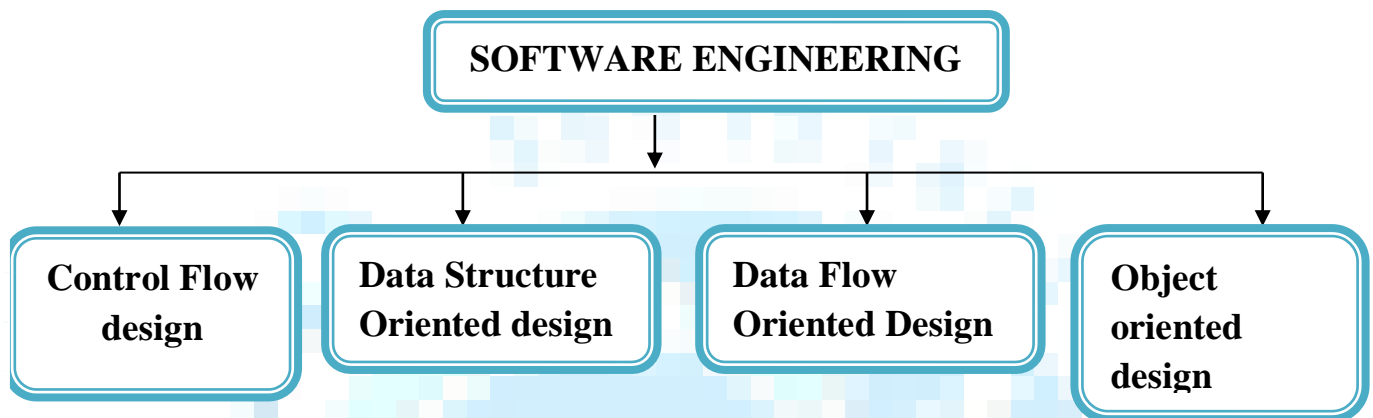 SOFTWARE ENGINEERING
Control Flow
design
Data Structure
Oriented design
Data Flow
Oriented Design
Object
oriented
design